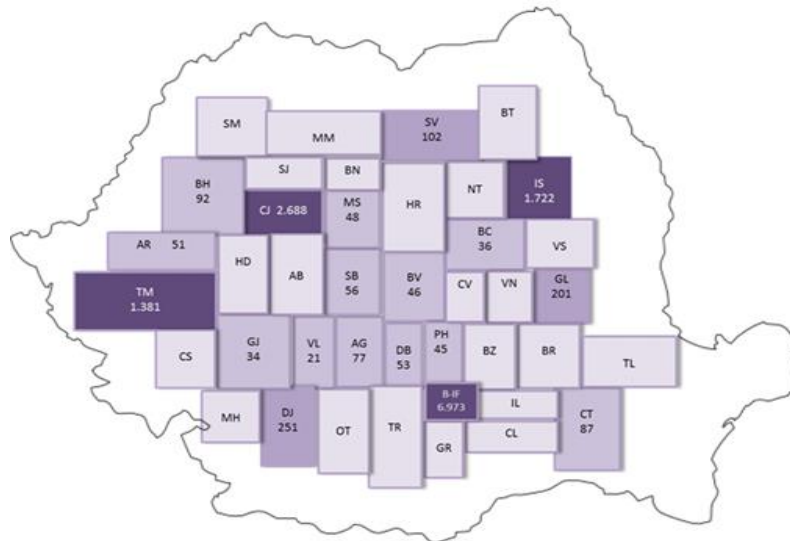 SM
MM
SV
102
BT
BH
92
SJ
BN
CJ 2.688
MS
48
HR
NT
IS
1.722
AR 51
HD
AB
SB
56
BV
46
BC
36
VS
CV
VN
GL
201
TM
1.381
CS
GJ
34
VL
21
AG
77
DB
53
PH
45
BZ
BR
TL
MH
DJ
251
OT
TR
B-IF
6.973
GR
IL
CL
CT
87